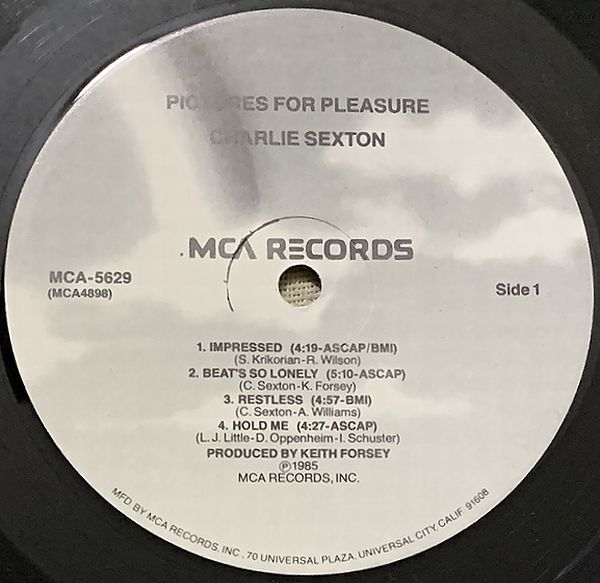 PICTURES FOR PLEASURE
CHARLIE SEXTON
MCA RECORDS
MCA-5629
(MCA4898)
Side 1
1. IMPRESSED (4:19-ASCAP/BMI)
(S. Krikorian-R. Wilson)
2. BEAT'S SO LONELY (5:10-ASCAP)
(C. Sexton-K. Forsey)
3. RESTLESS (4:57-BMI)
(C. Sexton-A. Williams)
4. HOLD ME (4:27-ASCAP)
(L. J. Little-D. Oppenheim-I. Schuster)
PRODUCED BY KEITH FORSEY
℗1985
MCA RECORDS, INC.
MFD BY MCA RECORDS, INC. 70 UNIVERSAL PLAZA, UNIVERSAL CITY, CALIF. 91608